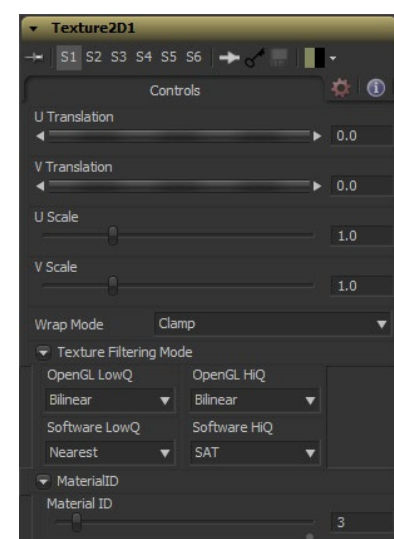 Texture2D1
S1 S2 S3 S4 S5 S6
Controls
U Translation
0.0
V Translation
0.0
U Scale
1.0
V Scale
1.0
Wrap Mode Clamp
Texture Filtering Mode
OpenGL LowQ OpenGL HiQ
Bilinear Bilinear
Software LowQ Software HiQ
Nearest SAT
MaterialID
Material ID
3